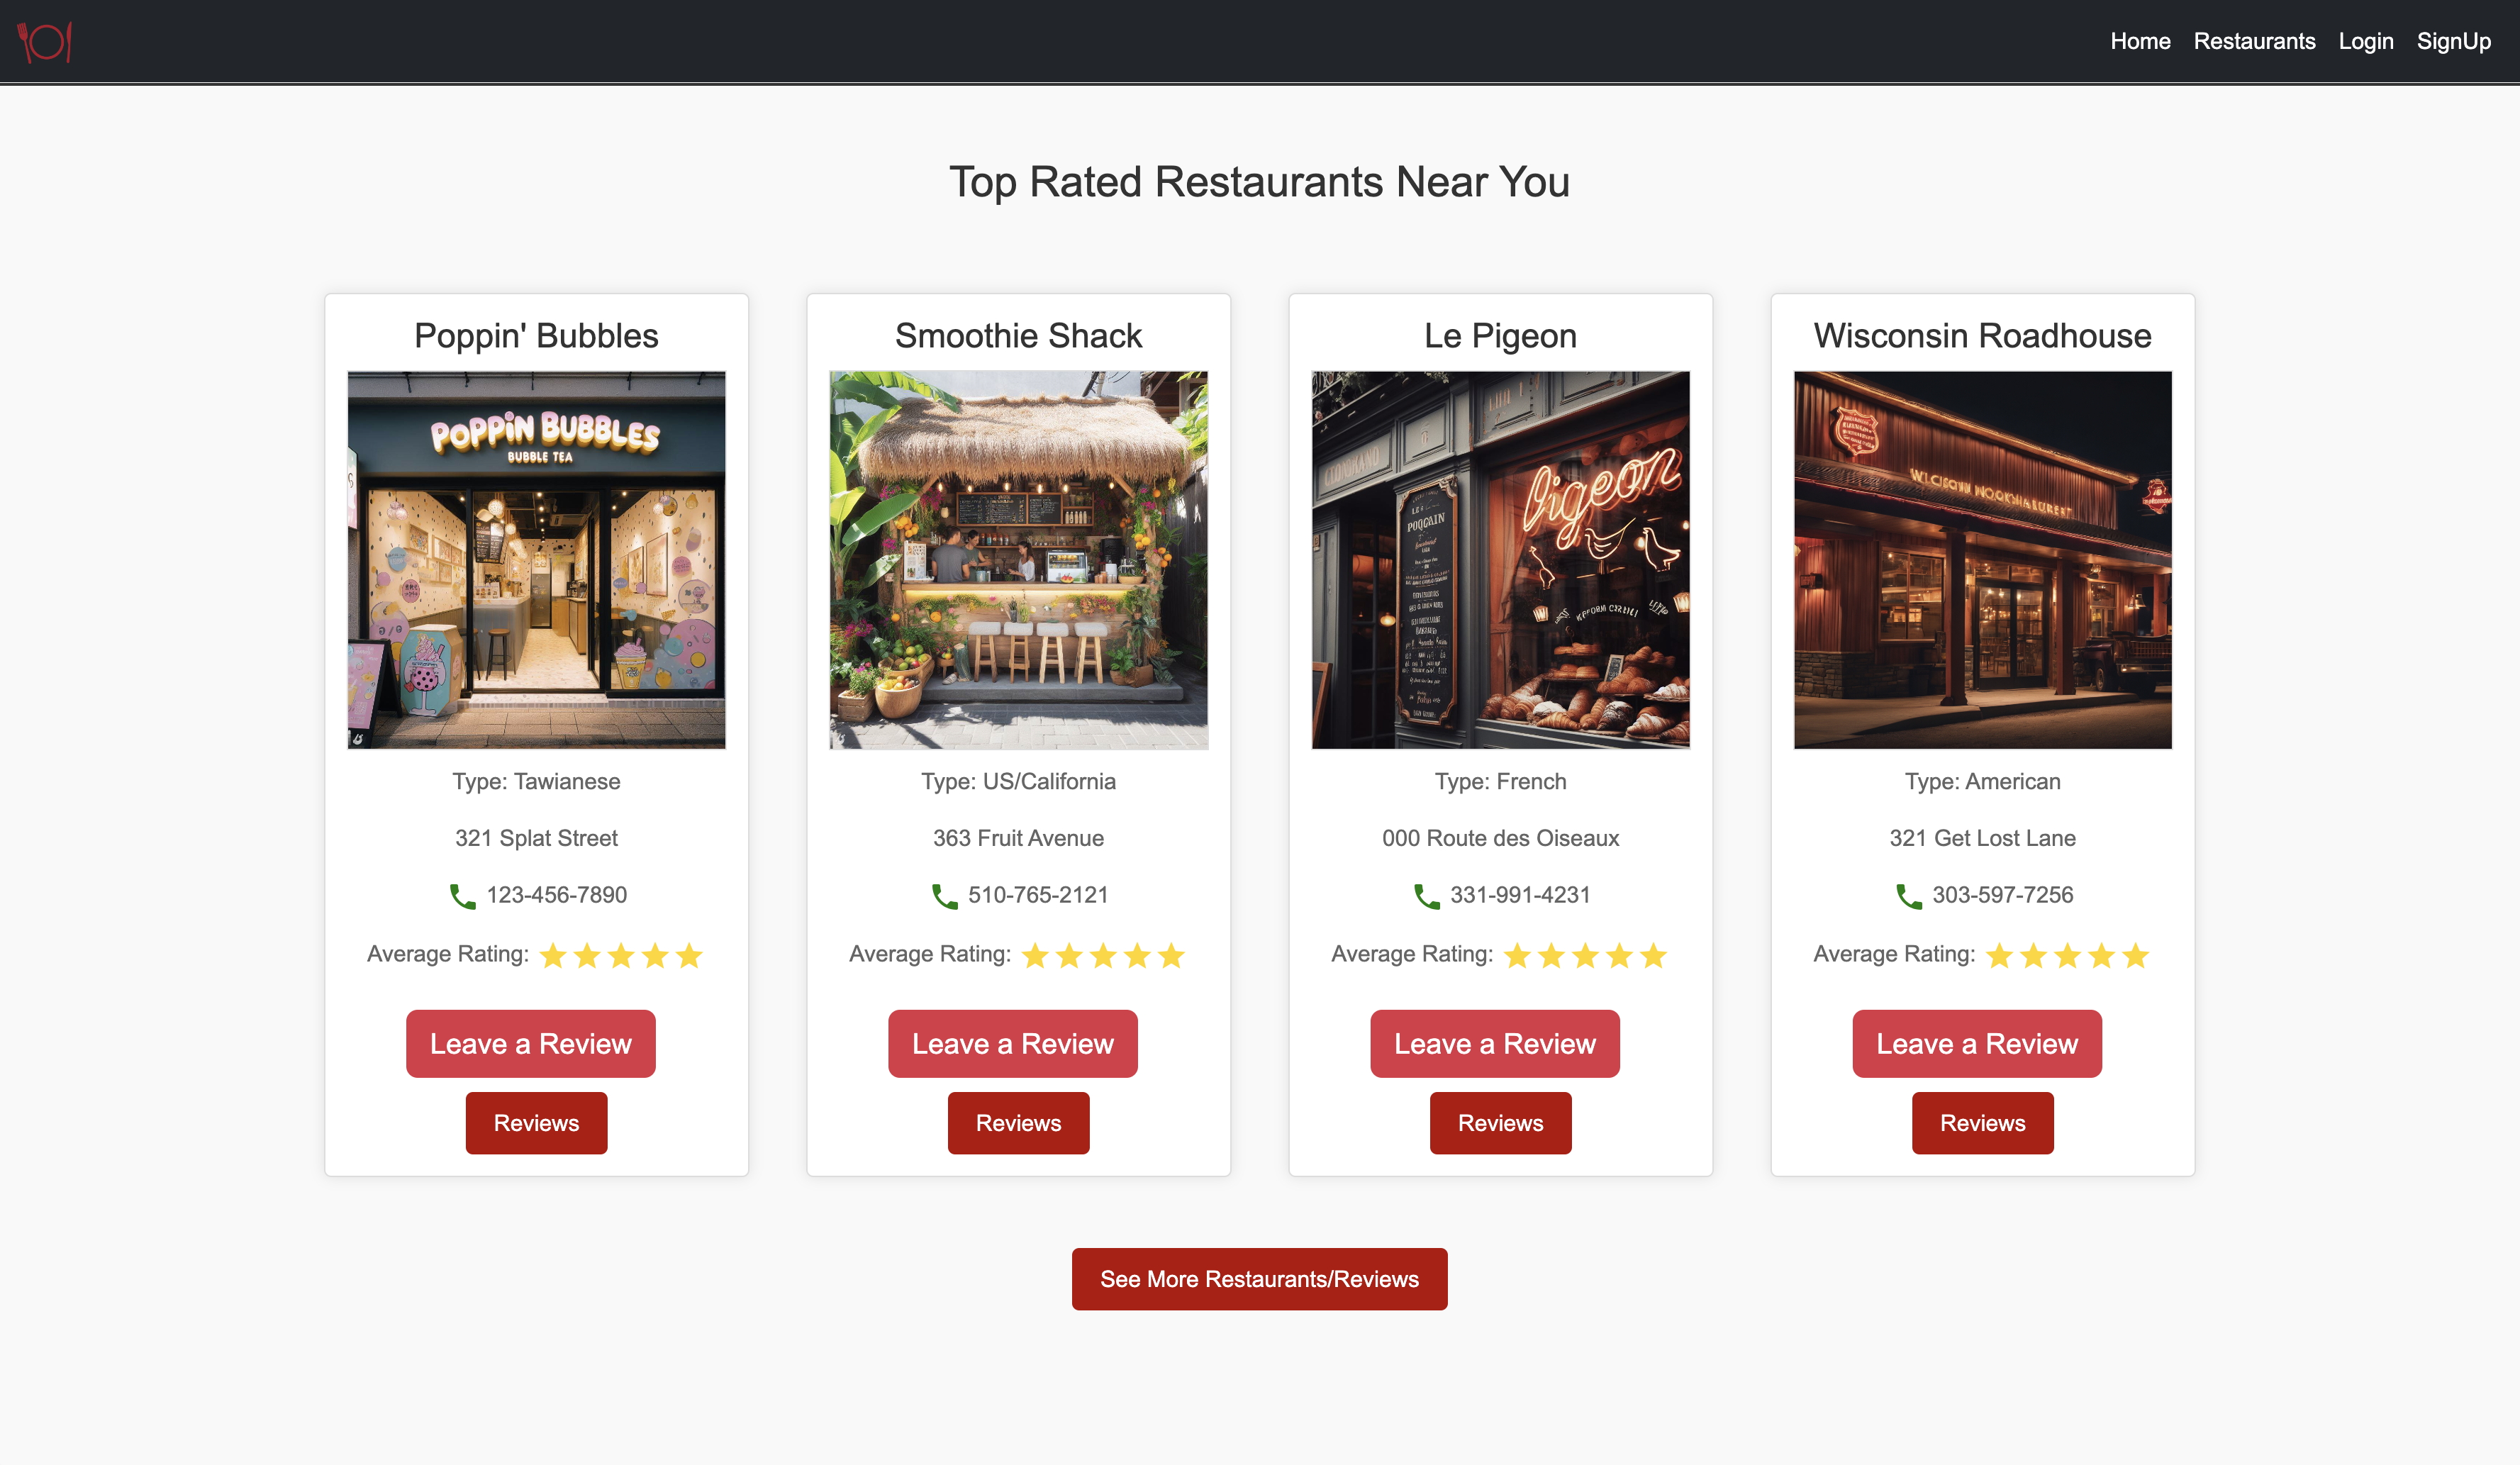 Home Restaurants Login SignUp
Top Rated Restaurants Near You
Poppin' Bubbles
POPPiN BUBBLES
BUBBLE TEA
Type: Tawianese
321 Splat Street
123-456-7890
Average Rating:
Leave a Review
Reviews
Smoothie Shack
Type: US/California
363 Fruit Avenue
510-765-2121
Average Rating:
Leave a Review
Reviews
Le Pigeon
ligeon
POQGAIN
Type: French
000 Route des Oiseaux
331-991-4231
Average Rating:
Leave a Review
Reviews
Wisconsin Roadhouse
Type: American
321 Get Lost Lane
303-597-7256
Average Rating:
Leave a Review
Reviews
See More Restaurants/Reviews